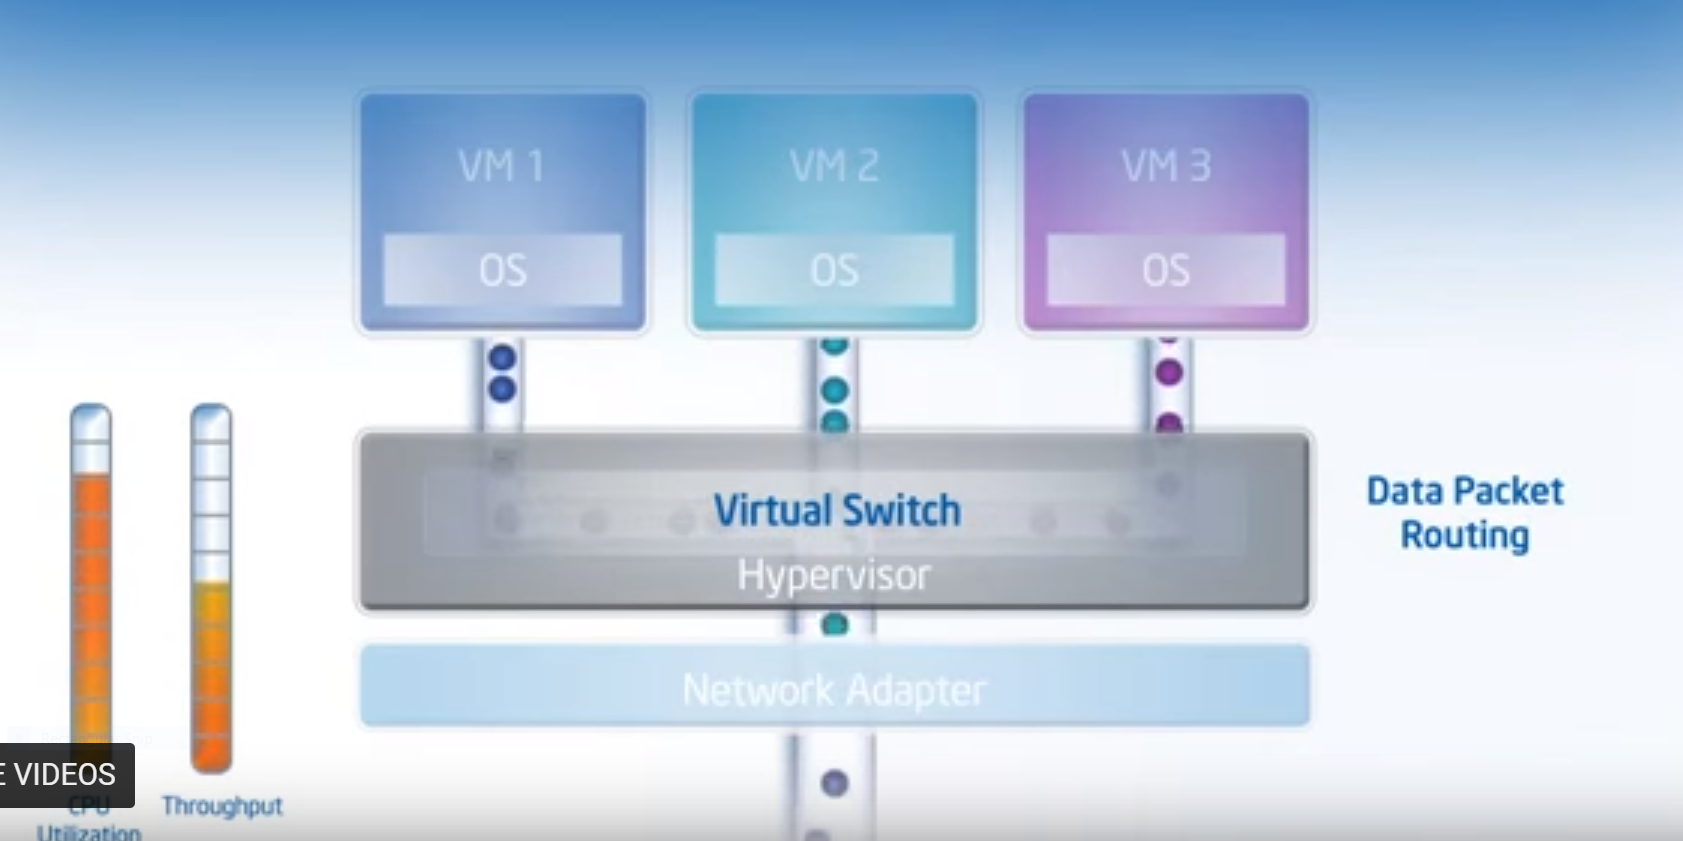 VM 1
VM 2
VM 3
OS
OS
OS
Virtual Switch
Hypervisor
Data Packet
Routing
Network Adapter
E VIDEOS
CPU
Utilization
Throughput